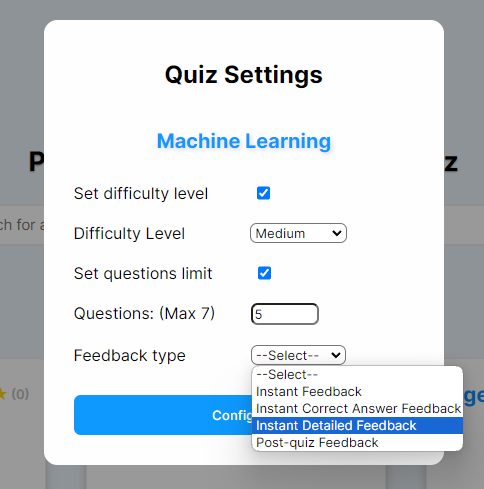 Quiz Settings
Machine Learning
P
z
Set difficulty level
ch for a
Difficulty Level Medium
Set questions limit
Questions: (Max 7) 5
Feedback type --Select--
--Select--
(0) Instant Feedback ge
Instant Correct Answer Feedback
Config Instant Detailed Feedback
Post-quiz Feedback